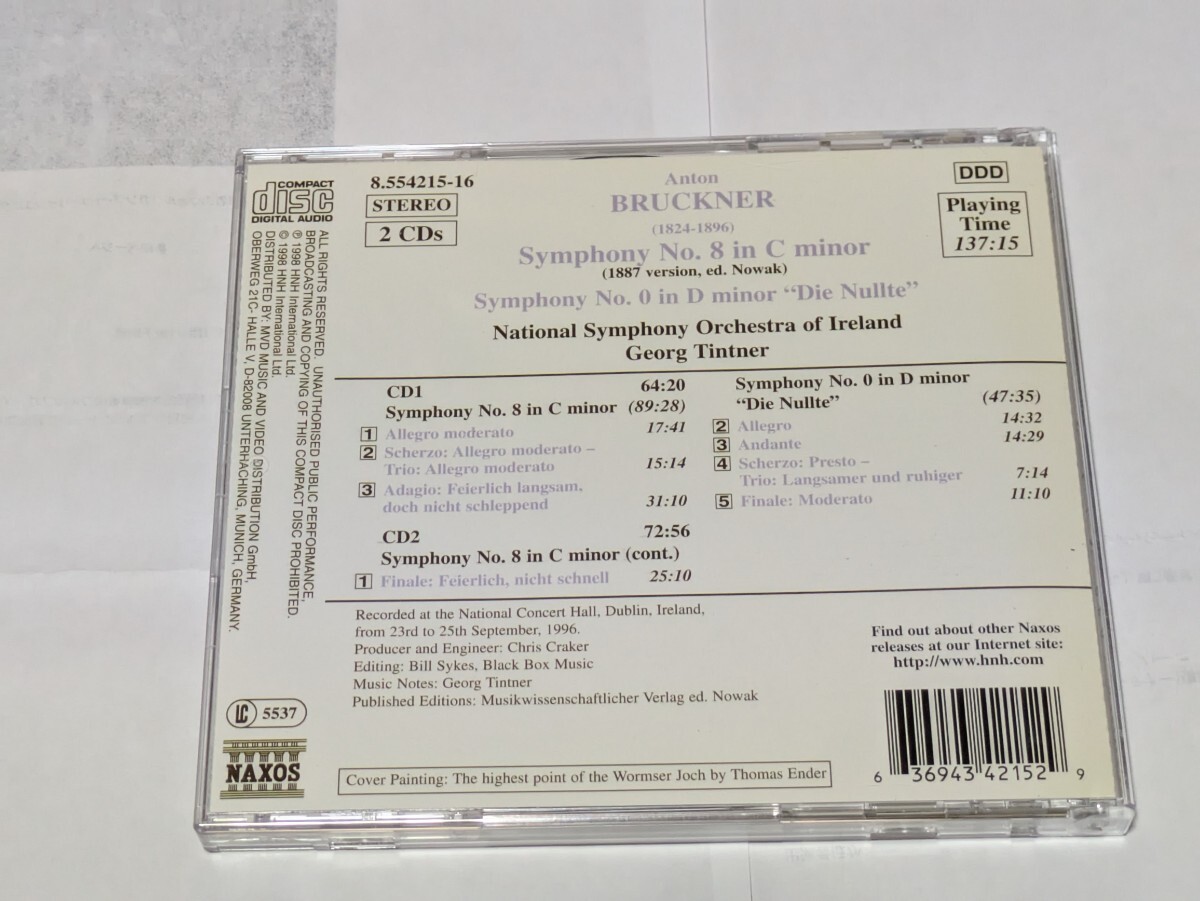 COMPACT
disc
DIGITAL AUDIO
8.554215-16
STEREO
2 CDs
Anton
BRUCKNER
(1824-1896)
Symphony No. 8 in C minor
(1887 version, ed. Nowak)
Symphony No. 0 in D minor “Die Nullte”
National Symphony Orchestra of Ireland
Georg Tintner
DDD
Playing
Time
137:15
ALL RIGHTS RESERVED. UNAUTHORISED PUBLIC PERFORMANCE,
BROADCASTING AND COPYING OF THIS COMPACT DISC PROHIBITED.
℗ 1998 HNH International Ltd.
© 1998 HNH International Ltd.
DISTRIBUTED BY: MVD MUSIC AND VIDEO DISTRIBUTION GmbH,
OBERWEG 21C- HALLE V, D-82008 UNTERHACHING, MUNICH, GERMANY.
CD1 64:20
Symphony No. 8 in C minor (89:28)
1 Allegro moderato 17:41
2 Scherzo: Allegro moderato –
Trio: Allegro moderato 15:14
3 Adagio: Feierlich langsam,
doch nicht schleppend 31:10
CD2 72:56
Symphony No. 8 in C minor (cont.)
1 Finale: Feierlich, nicht schnell 25:10
Symphony No. 0 in D minor
“Die Nullte” (47:35)
2 Allegro 14:32
3 Andante 14:29
4 Scherzo: Presto –
Trio: Langsamer und ruhiger 7:14
5 Finale: Moderato 11:10
Recorded at the National Concert Hall, Dublin, Ireland,
from 23rd to 25th September, 1996.
Producer and Engineer: Chris Craker
Editing: Bill Sykes, Black Box Music
Music Notes: Georg Tintner
Published Editions: Musikwissenschaftlicher Verlag ed. Nowak
Find out about other Naxos
releases at our Internet site:
http://www.hnh.com
LC 5537
NAXOS
Cover Painting: The highest point of the Wormser Joch by Thomas Ender
6 36943 42152 9